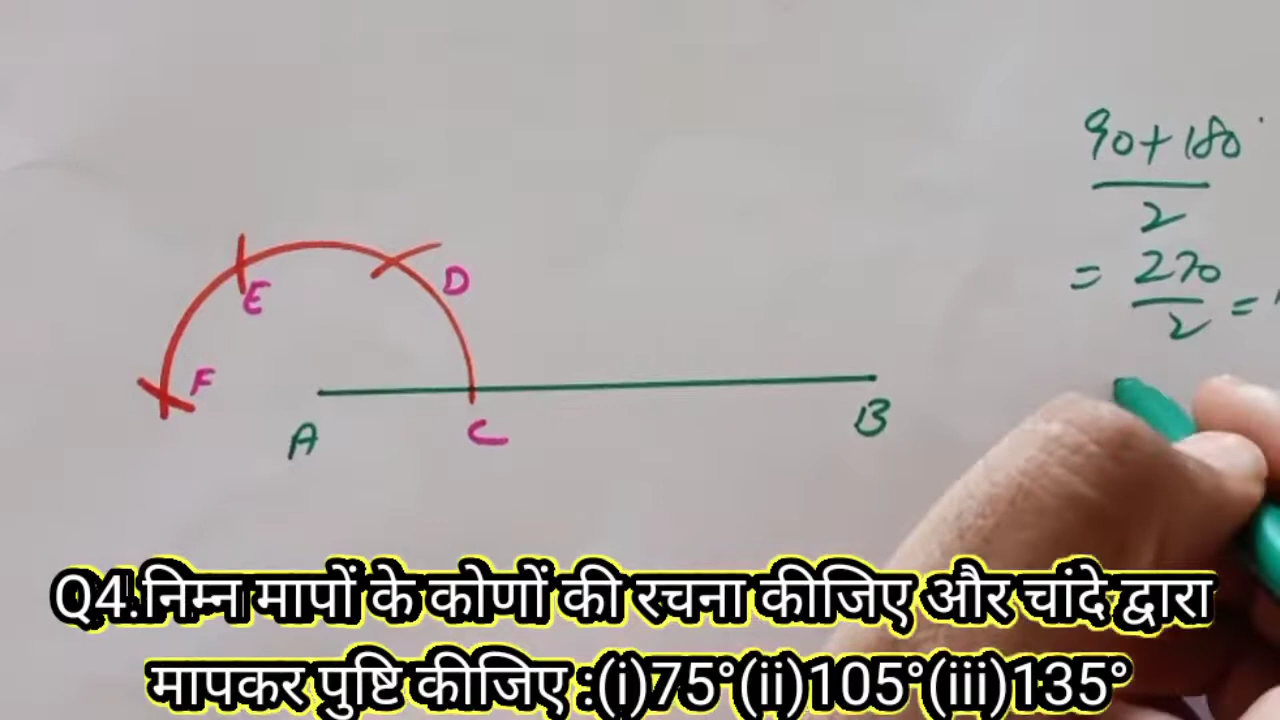 90+180°
2
= 270
2 =
E
D
F
A
C
B
Q4.निम्न मापों के कोणों की रचना कीजिए और चांदे द्वारा
मापकर पुष्टि कीजिए :(i)75°(ii)105°(iii)135°